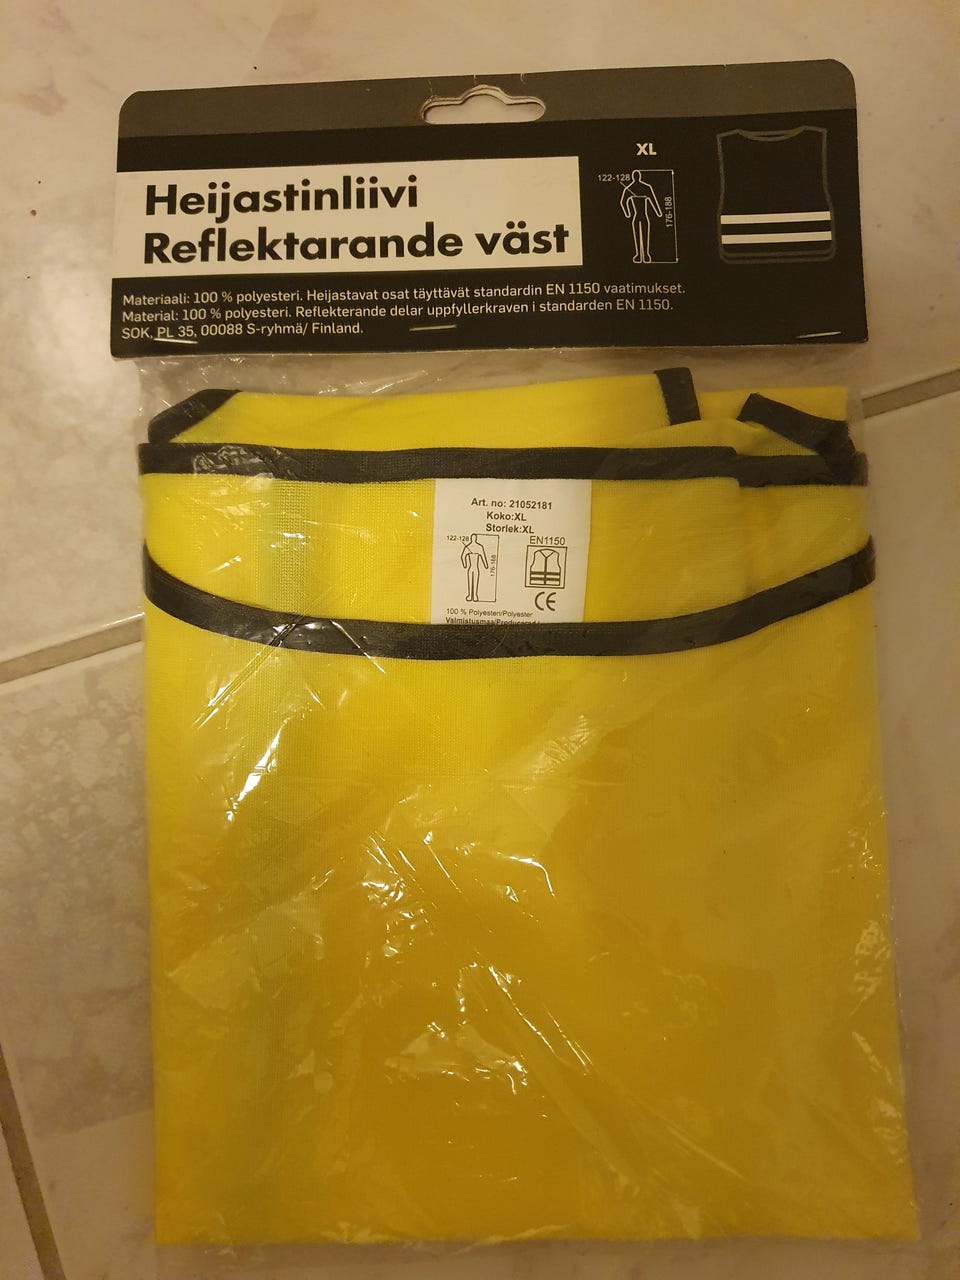 XL
122-128
176-188
Heijastinliivi
Reflektarande väst
Materiaali: 100 % polyesteri. Heijastavat osat täyttävät standardin EN 1150 vaatimukset.
Material: 100 % polyesteri. Reflekterande delar uppfyllerkraven i standarden EN 1150.
SOK, PL 35, 00088 S-ryhmä/ Finland.
Art. no: 21052181
Koko:XL
Storlek:XL
122-128
176-188
EN1150
CE
100 % Polyesteri/Polyester
Valmistusmaa/Producerad i